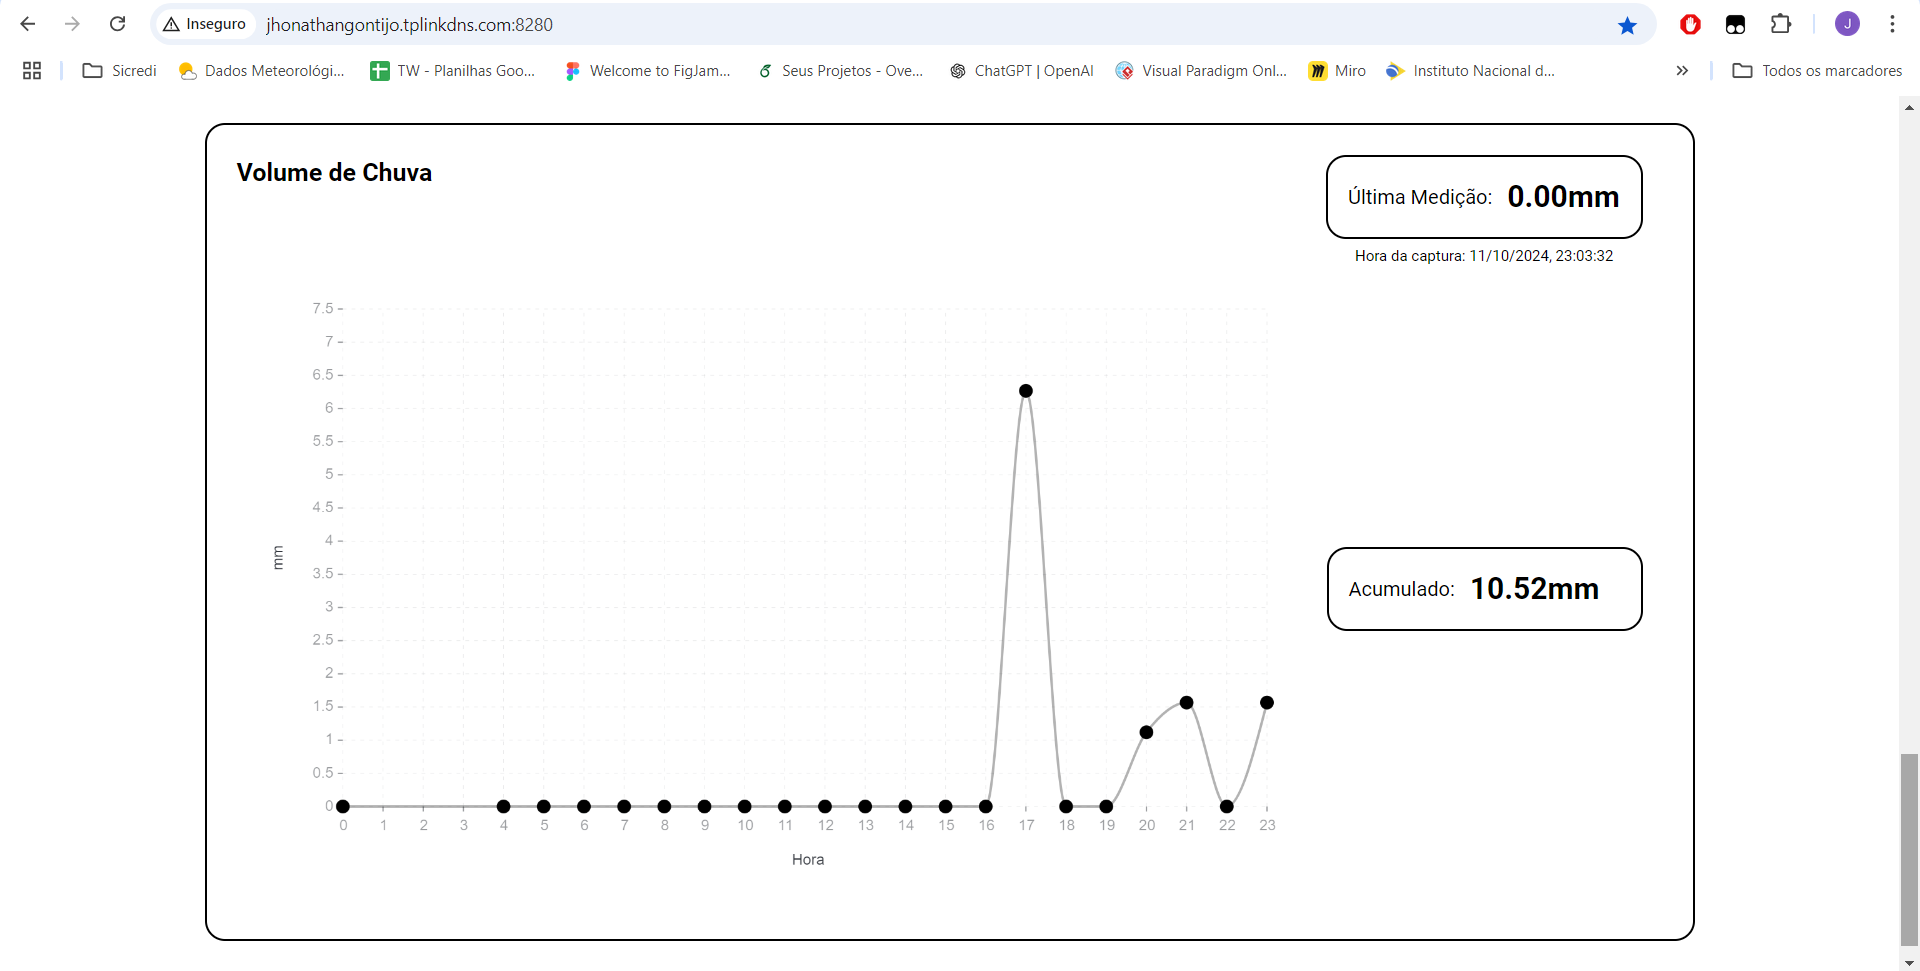 Inseguro jhonathangontijo.tplinkdns.com:8280 J
Sicredi Dados Meteorológi... TW - Planilhas Goo... Welcome to FigJam... Seus Projetos - Ove... ChatGPT | OpenAI Visual Paradigm Onl... Miro Instituto Nacional d... Todos os marcadores
Volume de Chuva
Última Medição: 0.00mm
Hora da captura: 11/10/2024, 23:03:32
7.5
7
6.5
6
5.5
5
4.5
4
3.5
3
2.5
2
1.5
1
0.5
0
mm
Acumulado: 10.52mm
0 1 2 3 4 5 6 7 8 9 10 11 12 13 14 15 16 17 18 19 20 21 22 23
Hora